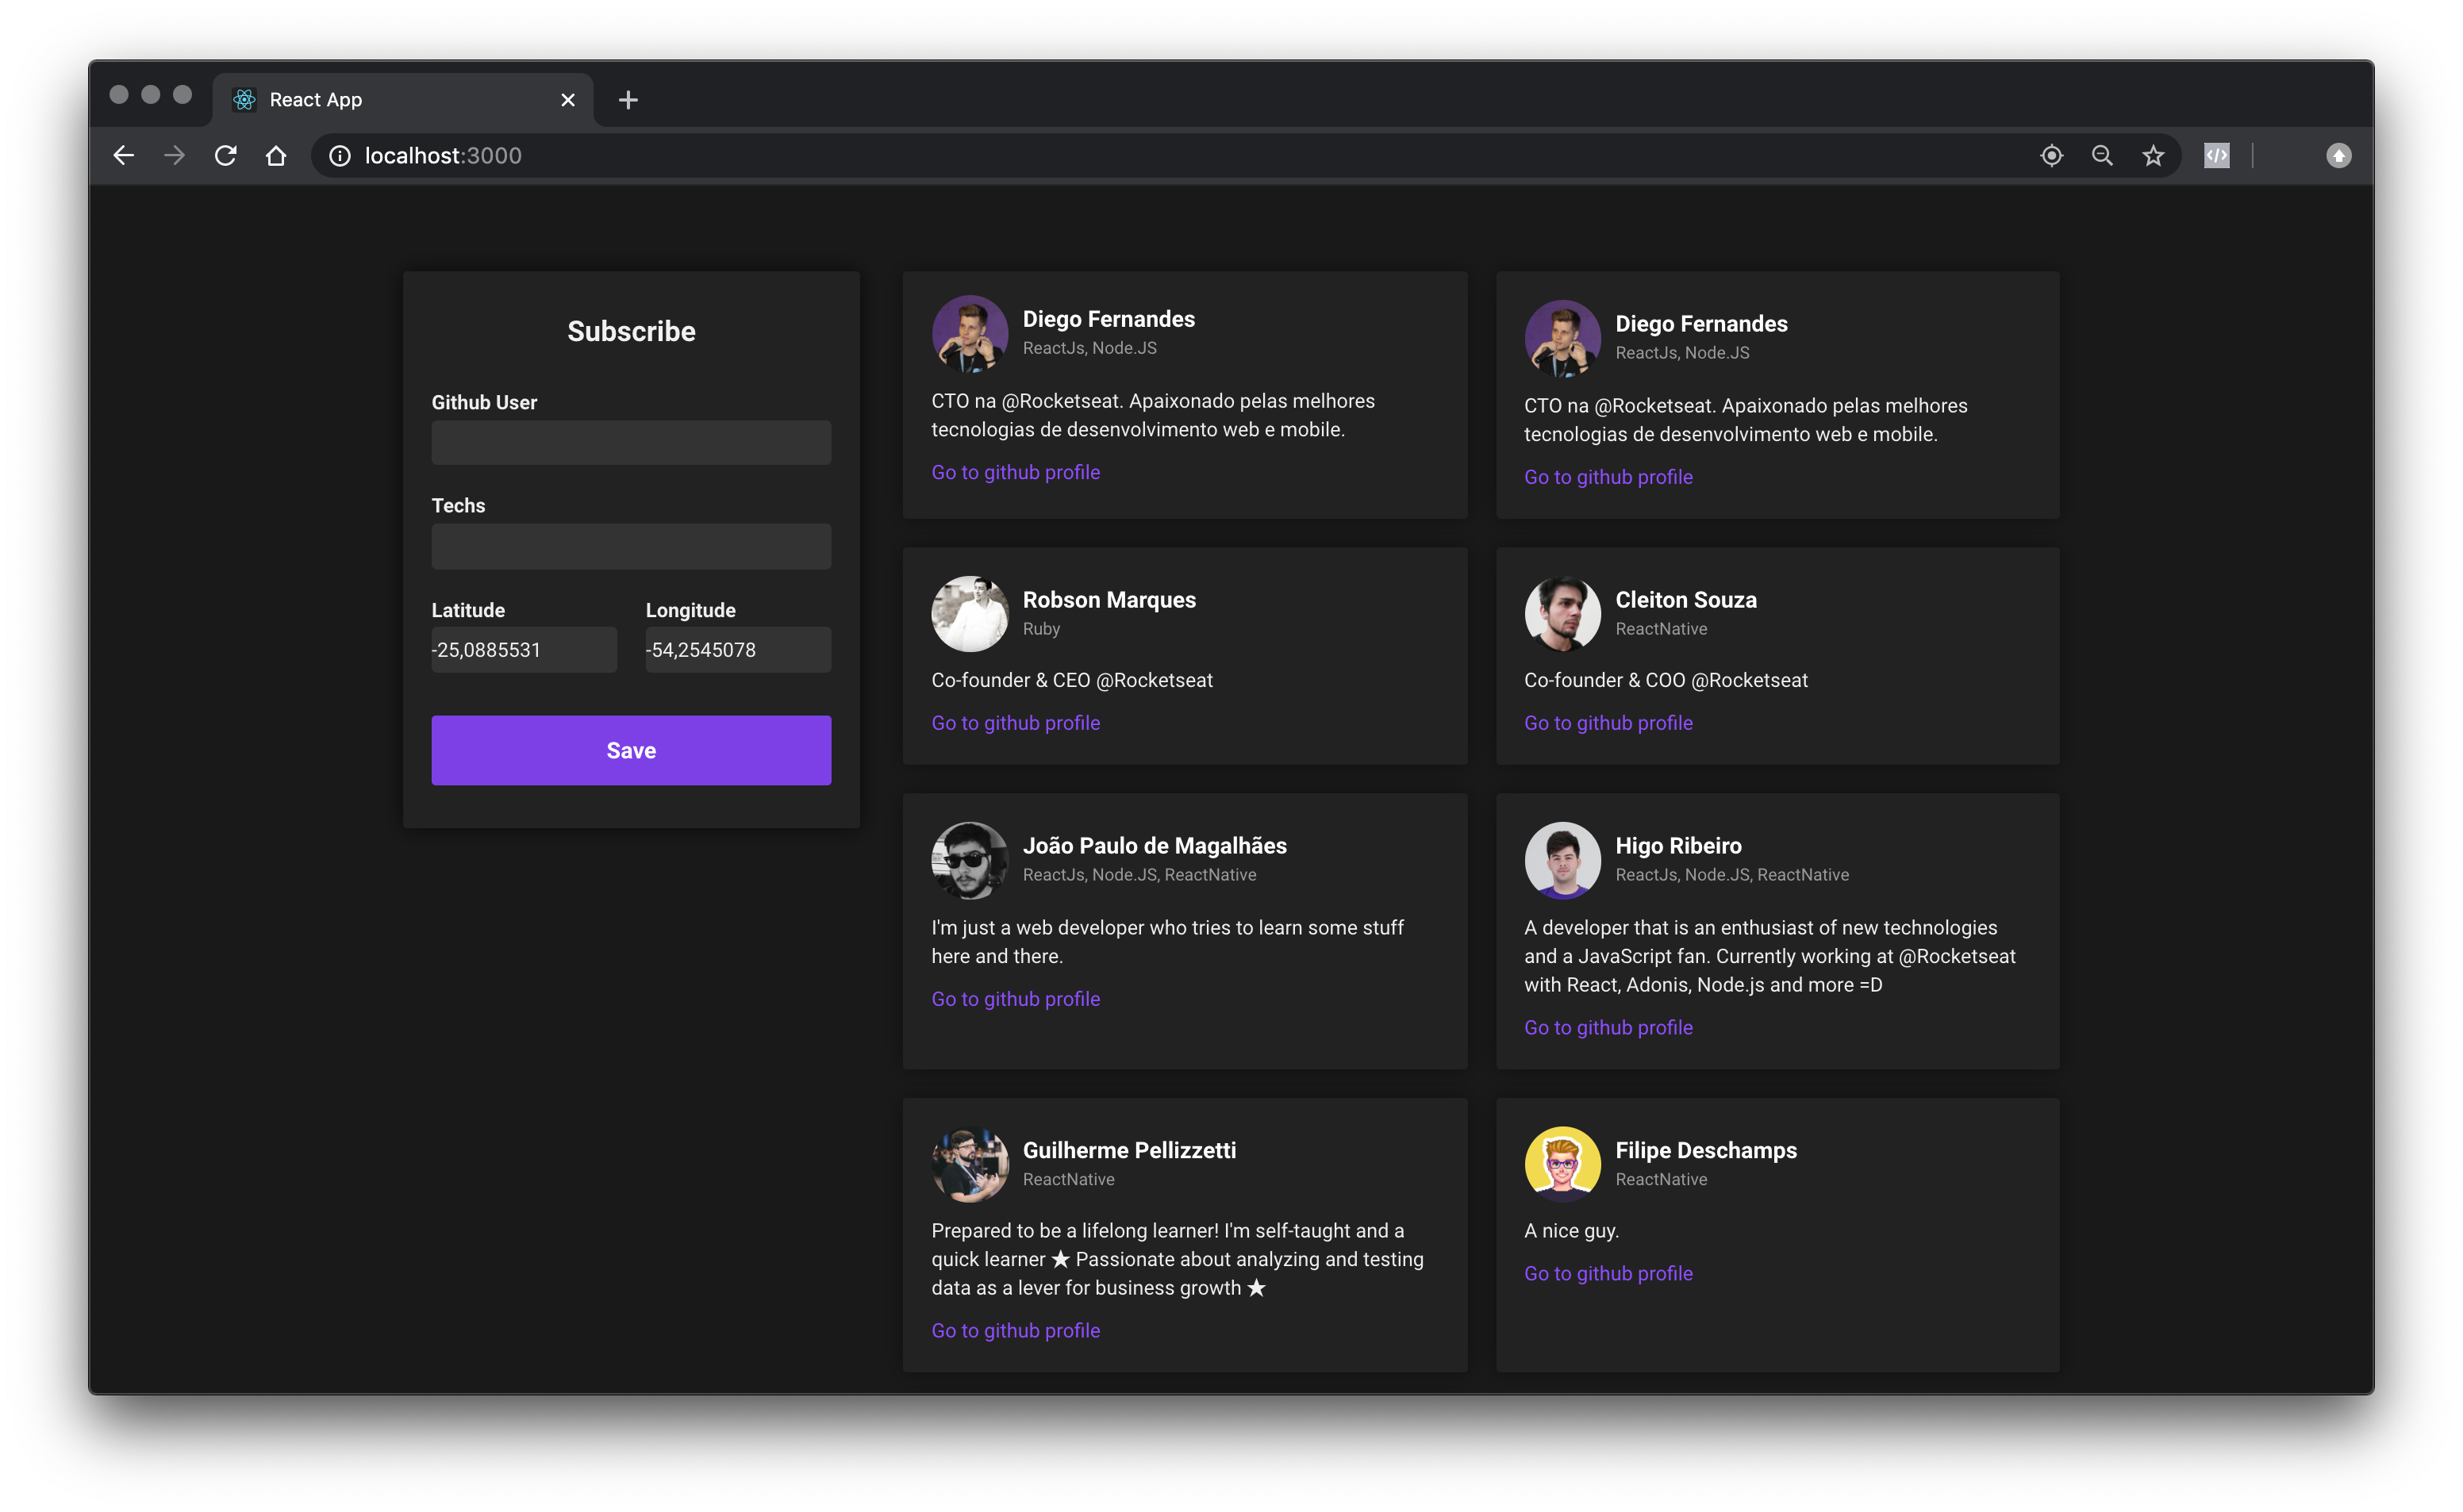 React App
localhost:3000
Subscribe
Github User
Techs
Latitude
Longitude
-25,0885531
-54,2545078
Save
Diego Fernandes
ReactJs, Node.JS
CTO na @Rocketseat. Apaixonado pelas melhores
tecnologias de desenvolvimento web e mobile.
Go to github profile
Diego Fernandes
ReactJs, Node.JS
CTO na @Rocketseat. Apaixonado pelas melhores
tecnologias de desenvolvimento web e mobile.
Go to github profile
Robson Marques
Ruby
Co-founder & CEO @Rocketseat
Go to github profile
Cleiton Souza
ReactNative
Co-founder & COO @Rocketseat
Go to github profile
João Paulo de Magalhães
ReactJs, Node.JS, ReactNative
I'm just a web developer who tries to learn some stuff
here and there.
Go to github profile
Higo Ribeiro
ReactJs, Node.JS, ReactNative
A developer that is an enthusiast of new technologies
and a JavaScript fan. Currently working at @Rocketseat
with React, Adonis, Node.js and more =D
Go to github profile
Guilherme Pellizzetti
ReactNative
Prepared to be a lifelong learner! I'm self-taught and a
quick learner ★ Passionate about analyzing and testing
data as a lever for business growth ★
Go to github profile
Filipe Deschamps
ReactNative
A nice guy.
Go to github profile